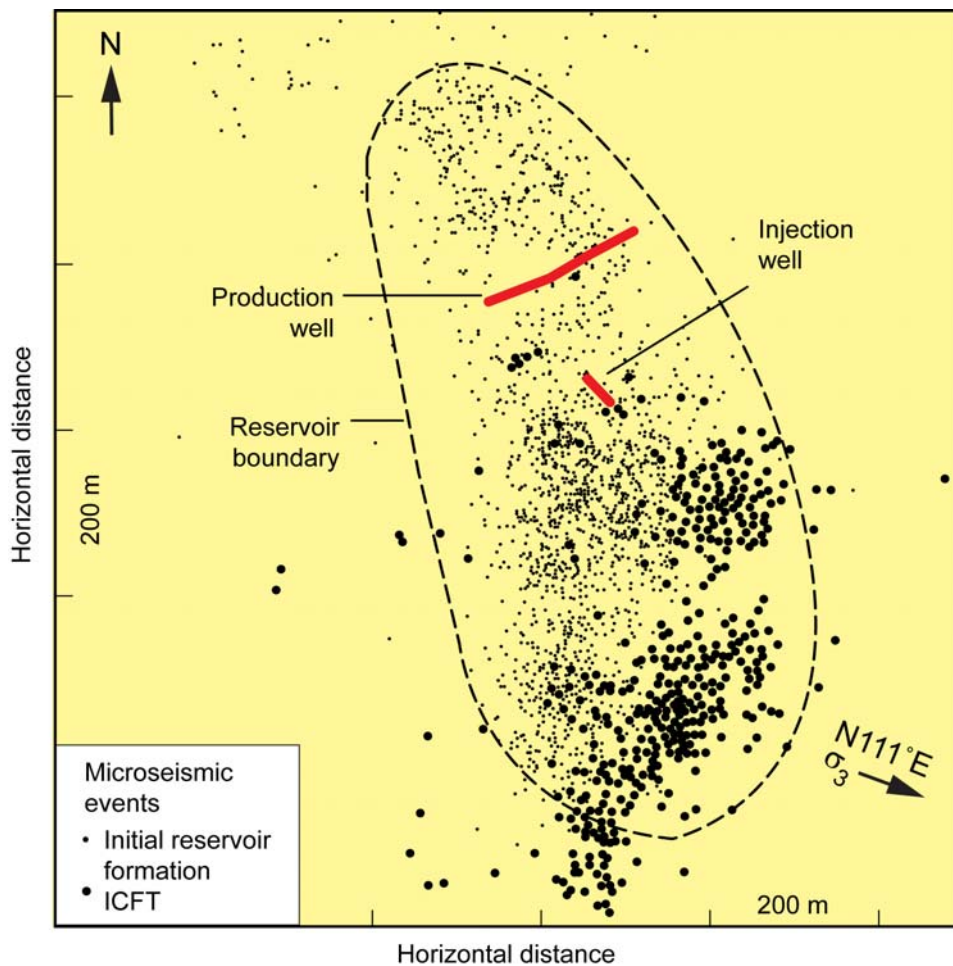 N
Injection
well
Production
well
Reservoir
boundary
Horizontal distance
200 m
N111°E
σ3
Microseismic
events
Initial reservoir
formation
ICFT
200 m
Horizontal distance